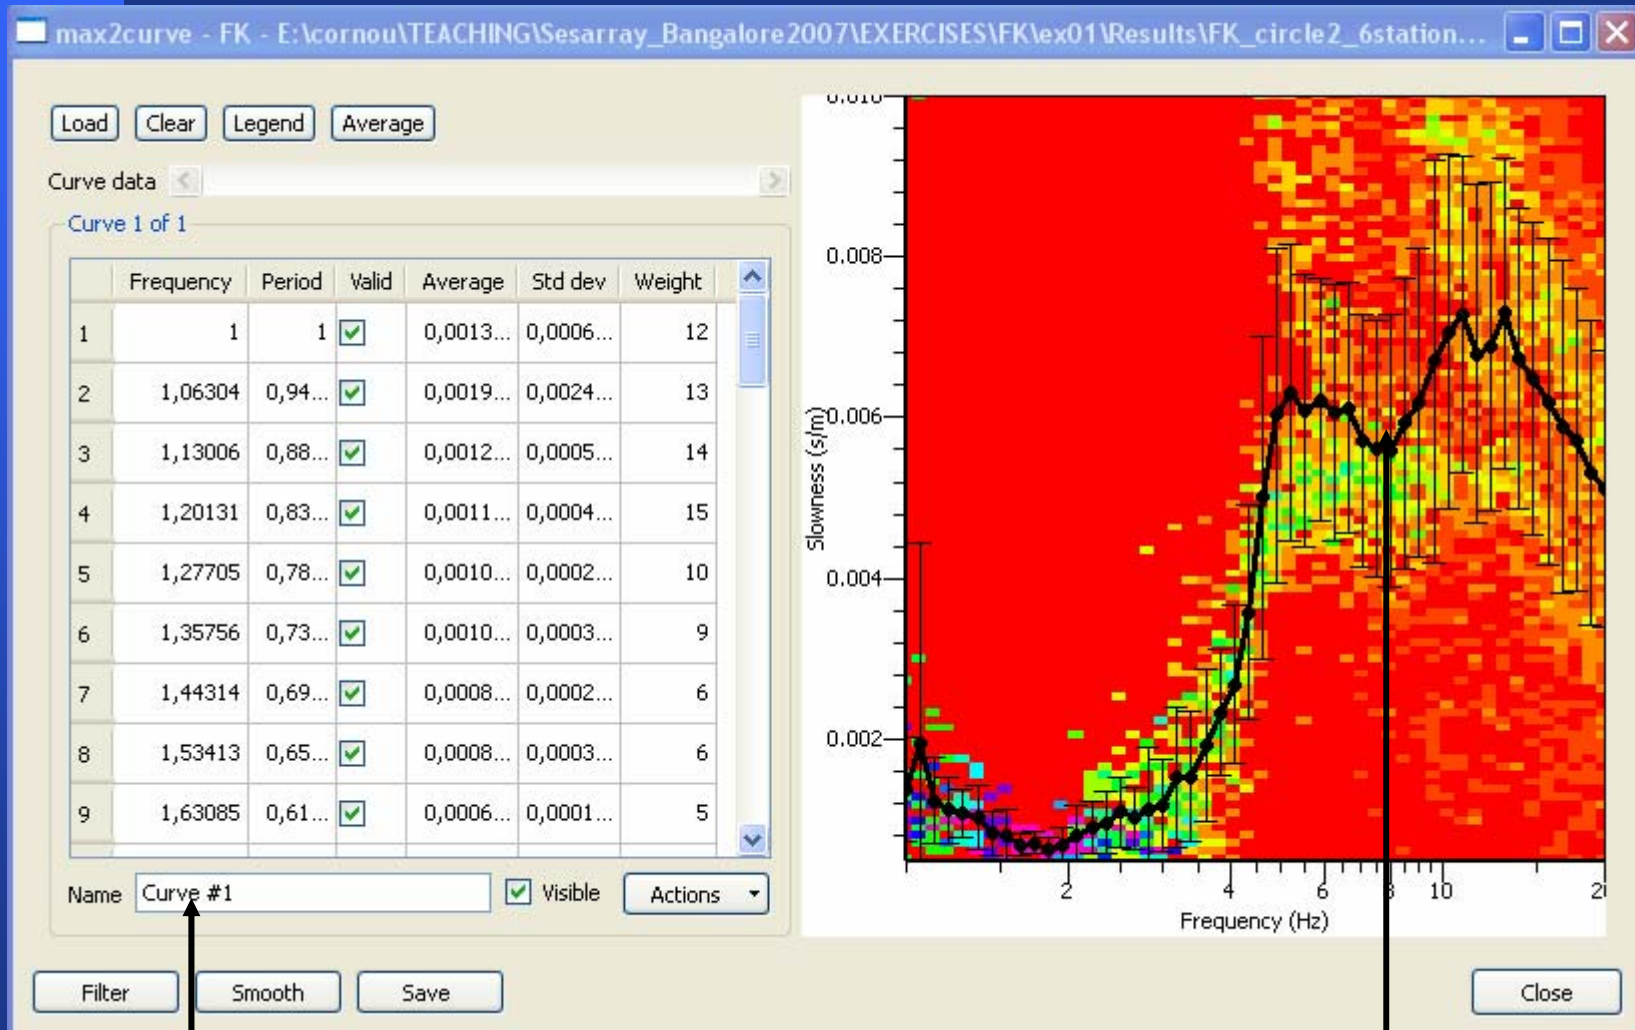 max2curve - FK - E:\cornou\TEACHING\Sesarray_Bangalore2007\EXERCISES\FK\ex01\Results\FK_circle2_6station...
Load Clear Legend Average
Curve data
Curve 1 of 1
Frequency Period Valid Average Std dev Weight
1 1 1 0,0013... 0,0006... 12
2 1,06304 0,94... 0,0019... 0,0024... 13
3 1,13006 0,88... 0,0012... 0,0005... 14
4 1,20131 0,83... 0,0011... 0,0004... 15
5 1,27705 0,78... 0,0010... 0,0002... 10
6 1,35756 0,73... 0,0010... 0,0003... 9
7 1,44314 0,69... 0,0008... 0,0002... 6
8 1,53413 0,65... 0,0008... 0,0003... 6
9 1,63085 0,61... 0,0006... 0,0001... 5
Name Curve #1 Visible Actions
Filter Smooth Save
0.010
0.008
0.006
0.004
0.002
Slowness (s/m)
2 4 6 8 10 20
Frequency (Hz)
Close